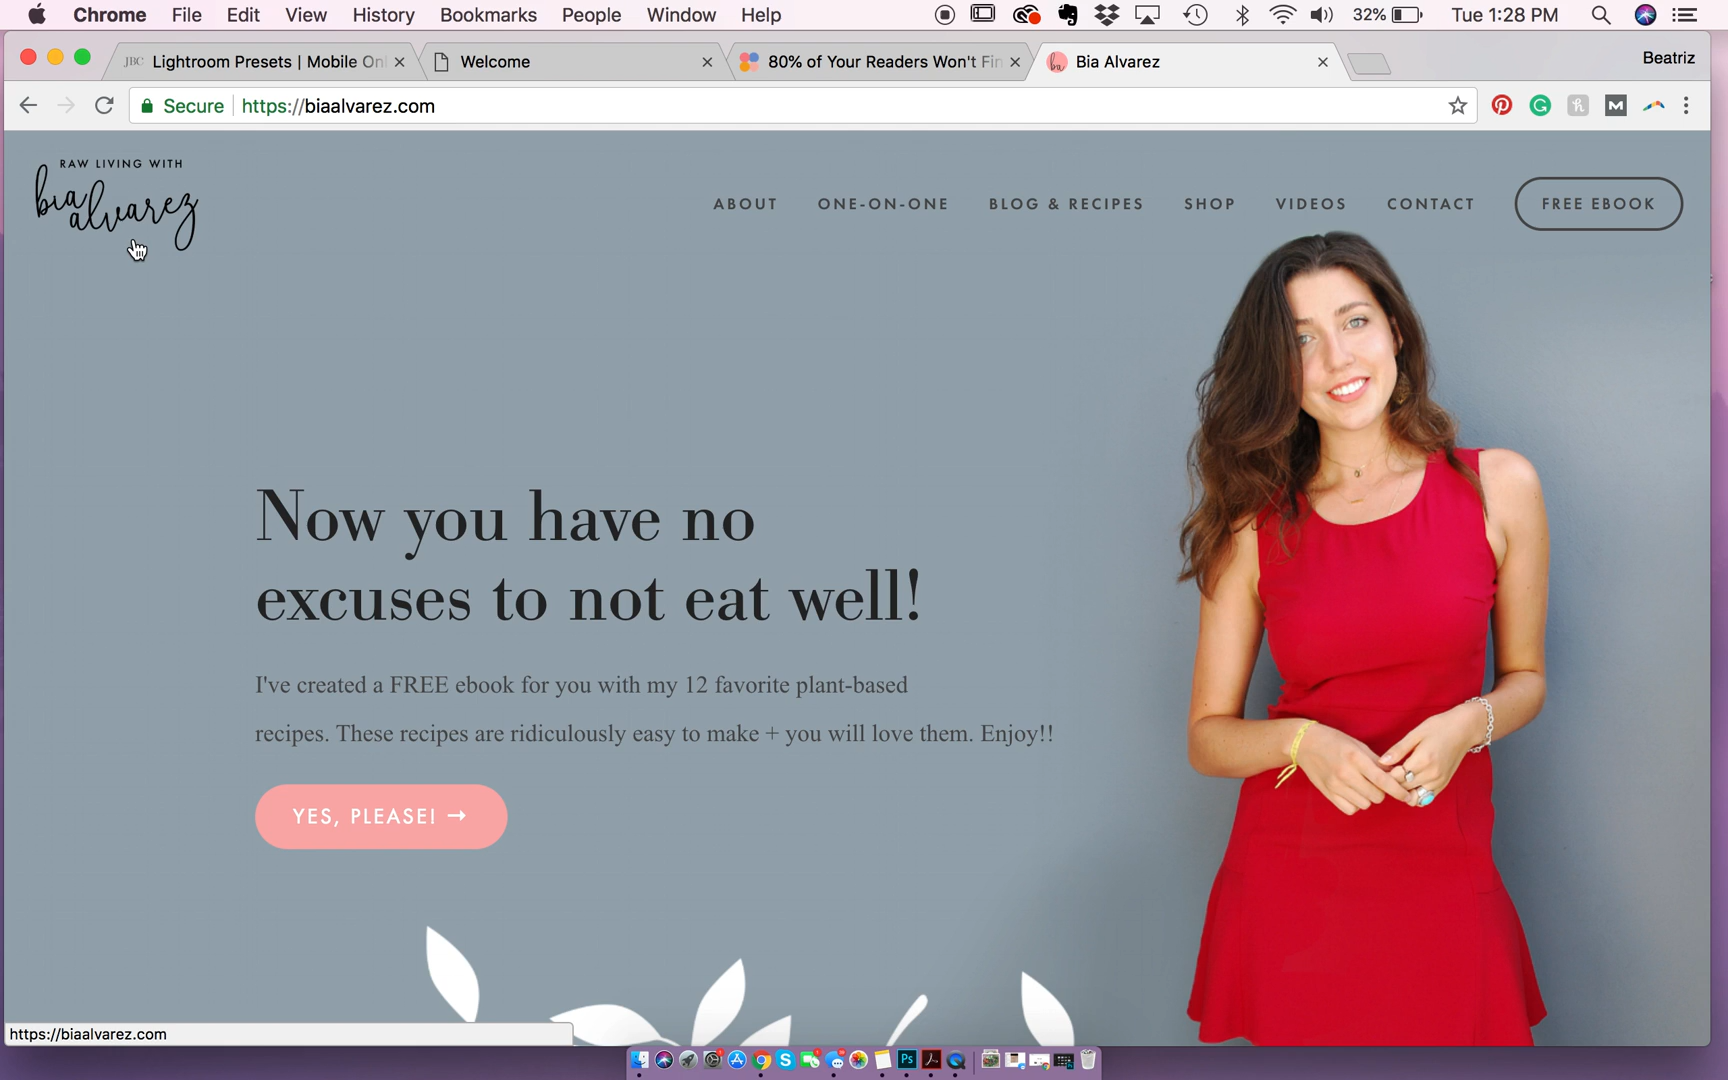 Chrome File Edit View History Bookmarks People Window Help 32% Tue 1:28 PM
JBC Lightroom Presets | Mobile Onl Welcome 80% of Your Readers Won't Fin Bia Alvarez Beatriz
Secure https://biaalvarez.com
RAW LIVING WITH
bia alvarez
ABOUT ONE-ON-ONE BLOG & RECIPES SHOP VIDEOS CONTACT FREE EBOOK
Now you have no
excuses to not eat well!
I've created a FREE ebook for you with my 12 favorite plant-based
recipes. These recipes are ridiculously easy to make + you will love them. Enjoy!!
YES, PLEASE! →
https://biaalvarez.com
Ps